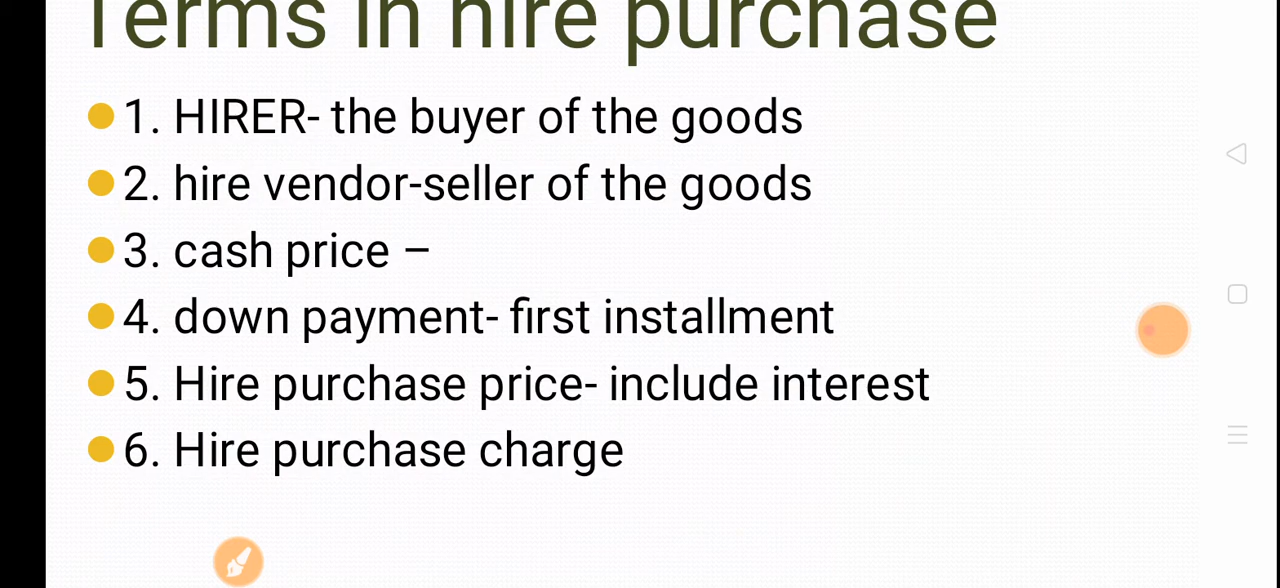 Terms in hire purchase
1. HIRER- the buyer of the goods
2. hire vendor-seller of the goods
3. cash price –
4. down payment- first installment
5. Hire purchase price- include interest
6. Hire purchase charge